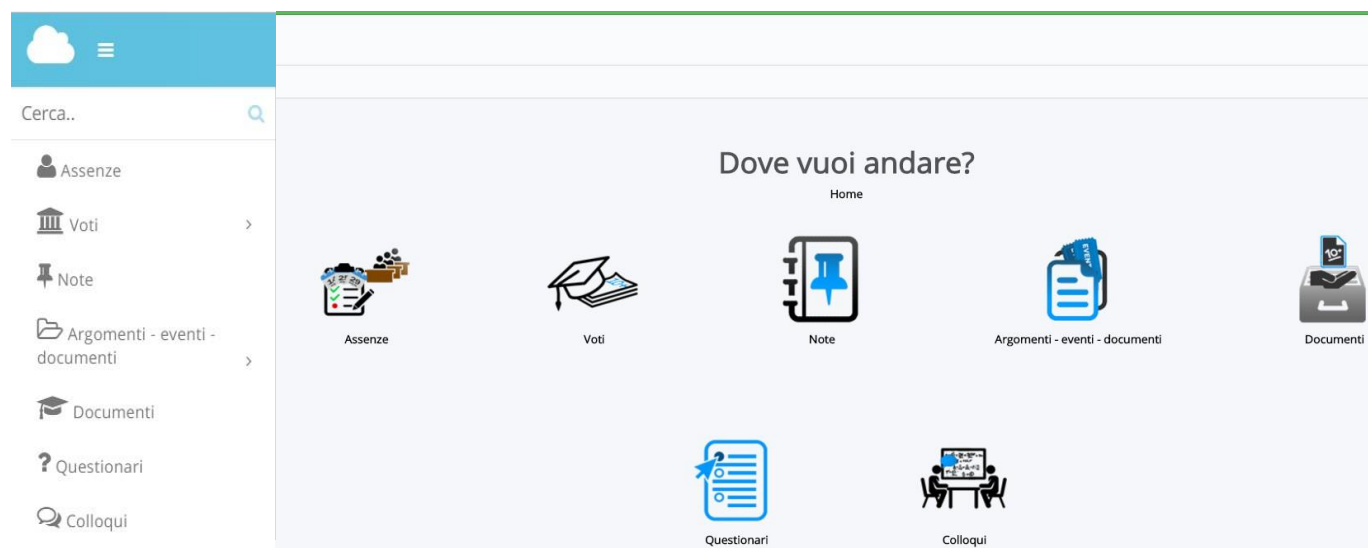 Cerca..
Assenze
Voti
Note
Argomenti - eventi -
documenti
Documenti
Questionari
Colloqui
Dove vuoi andare?
Home
Assenze
Voti
Note
Argomenti - eventi - documenti
Documenti
Questionari
Colloqui